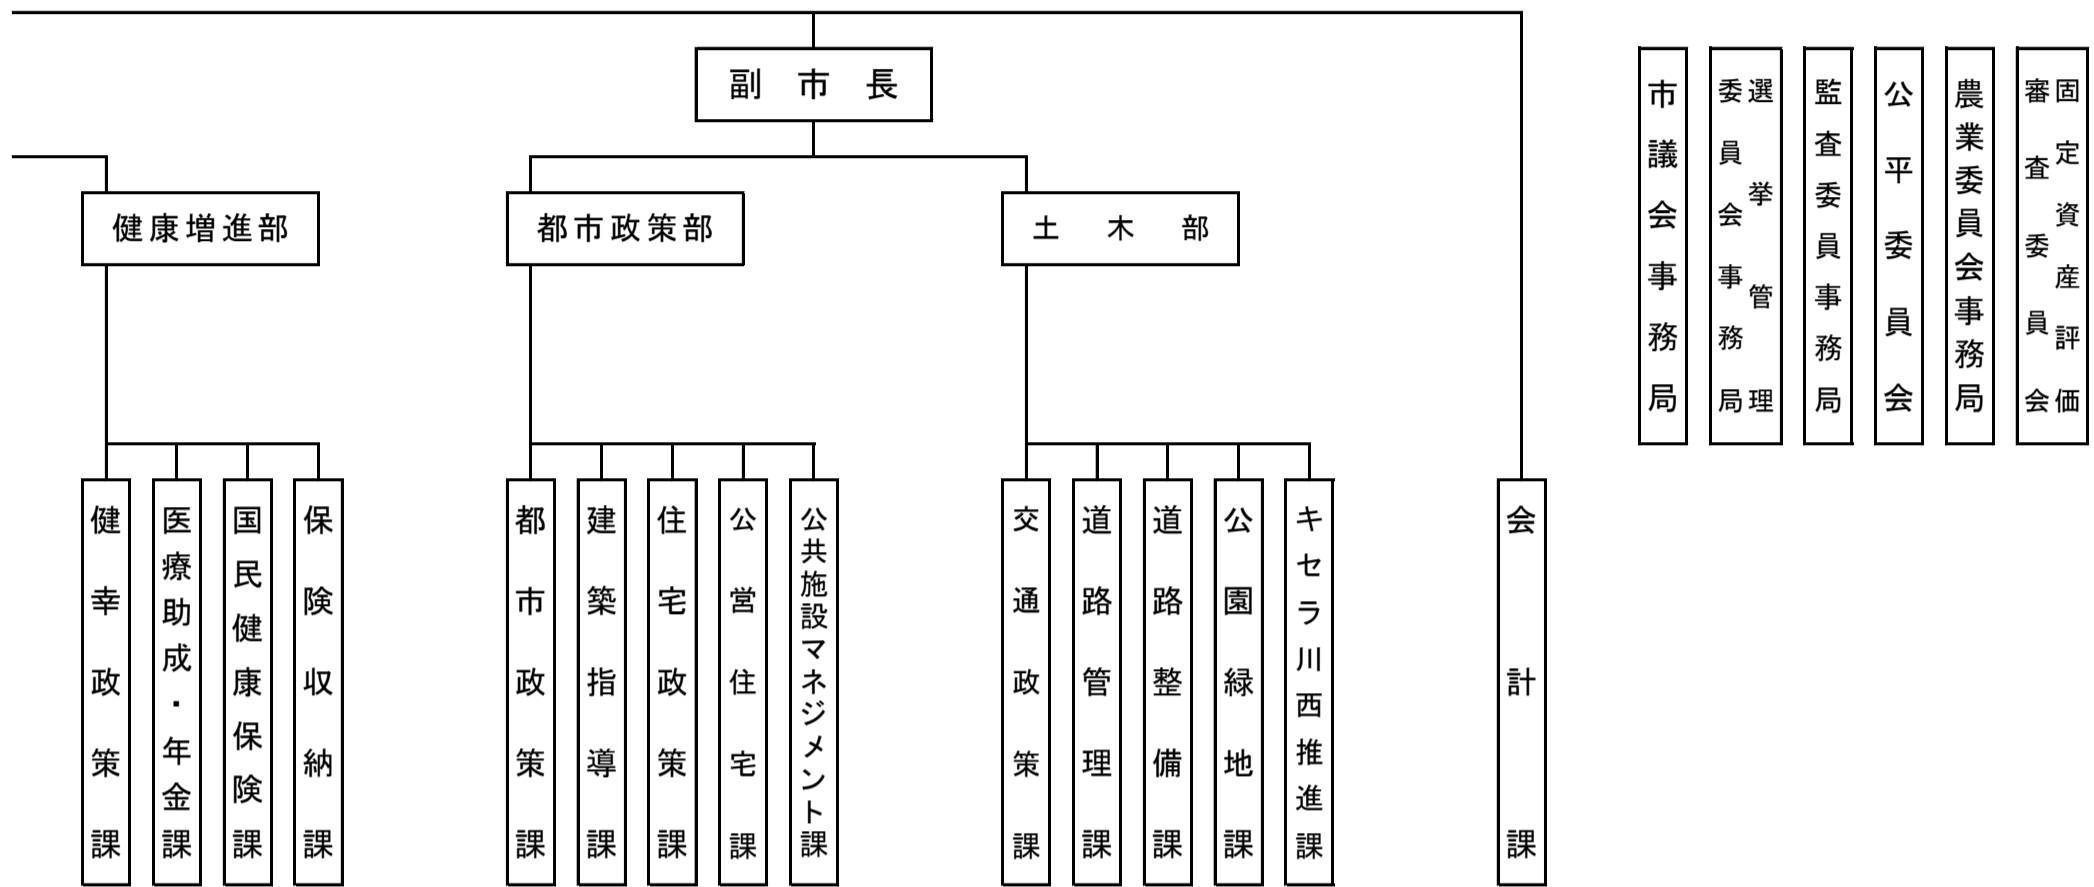 副市長
健康増進部
都市政策部
土木部
健幸政策課
医療助成・年金課
国民健康保険課
保険収納課
都市政策課
建築指導課
住宅政策課
公営住宅課
公共施設マネジメント課
交通政策課
道路管理課
道路整備課
公園緑地課
キセラ川西推進課
会計課
市議会事務局
選挙管理
委員会事務局
監査委員事務局
公平委員会
農業委員会事務局
固定資産評価
審査委員会